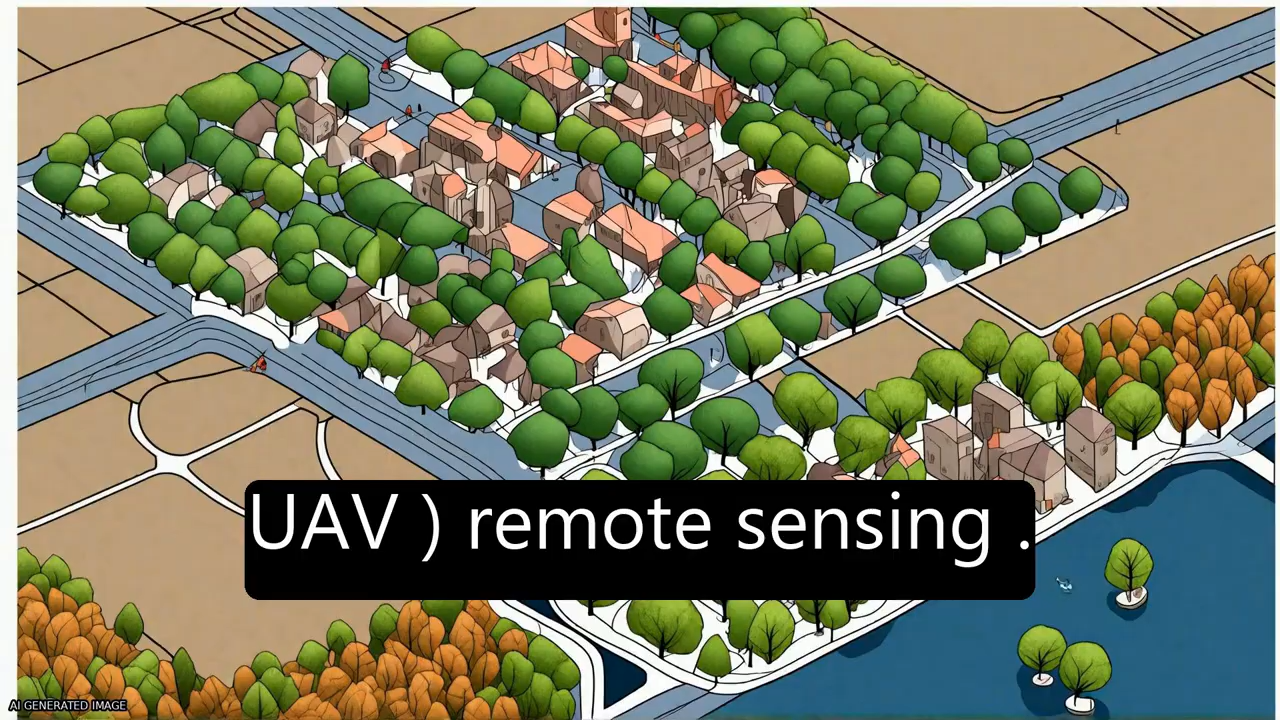 UAV ) remote sensing .
AI GENERATED IMAGE